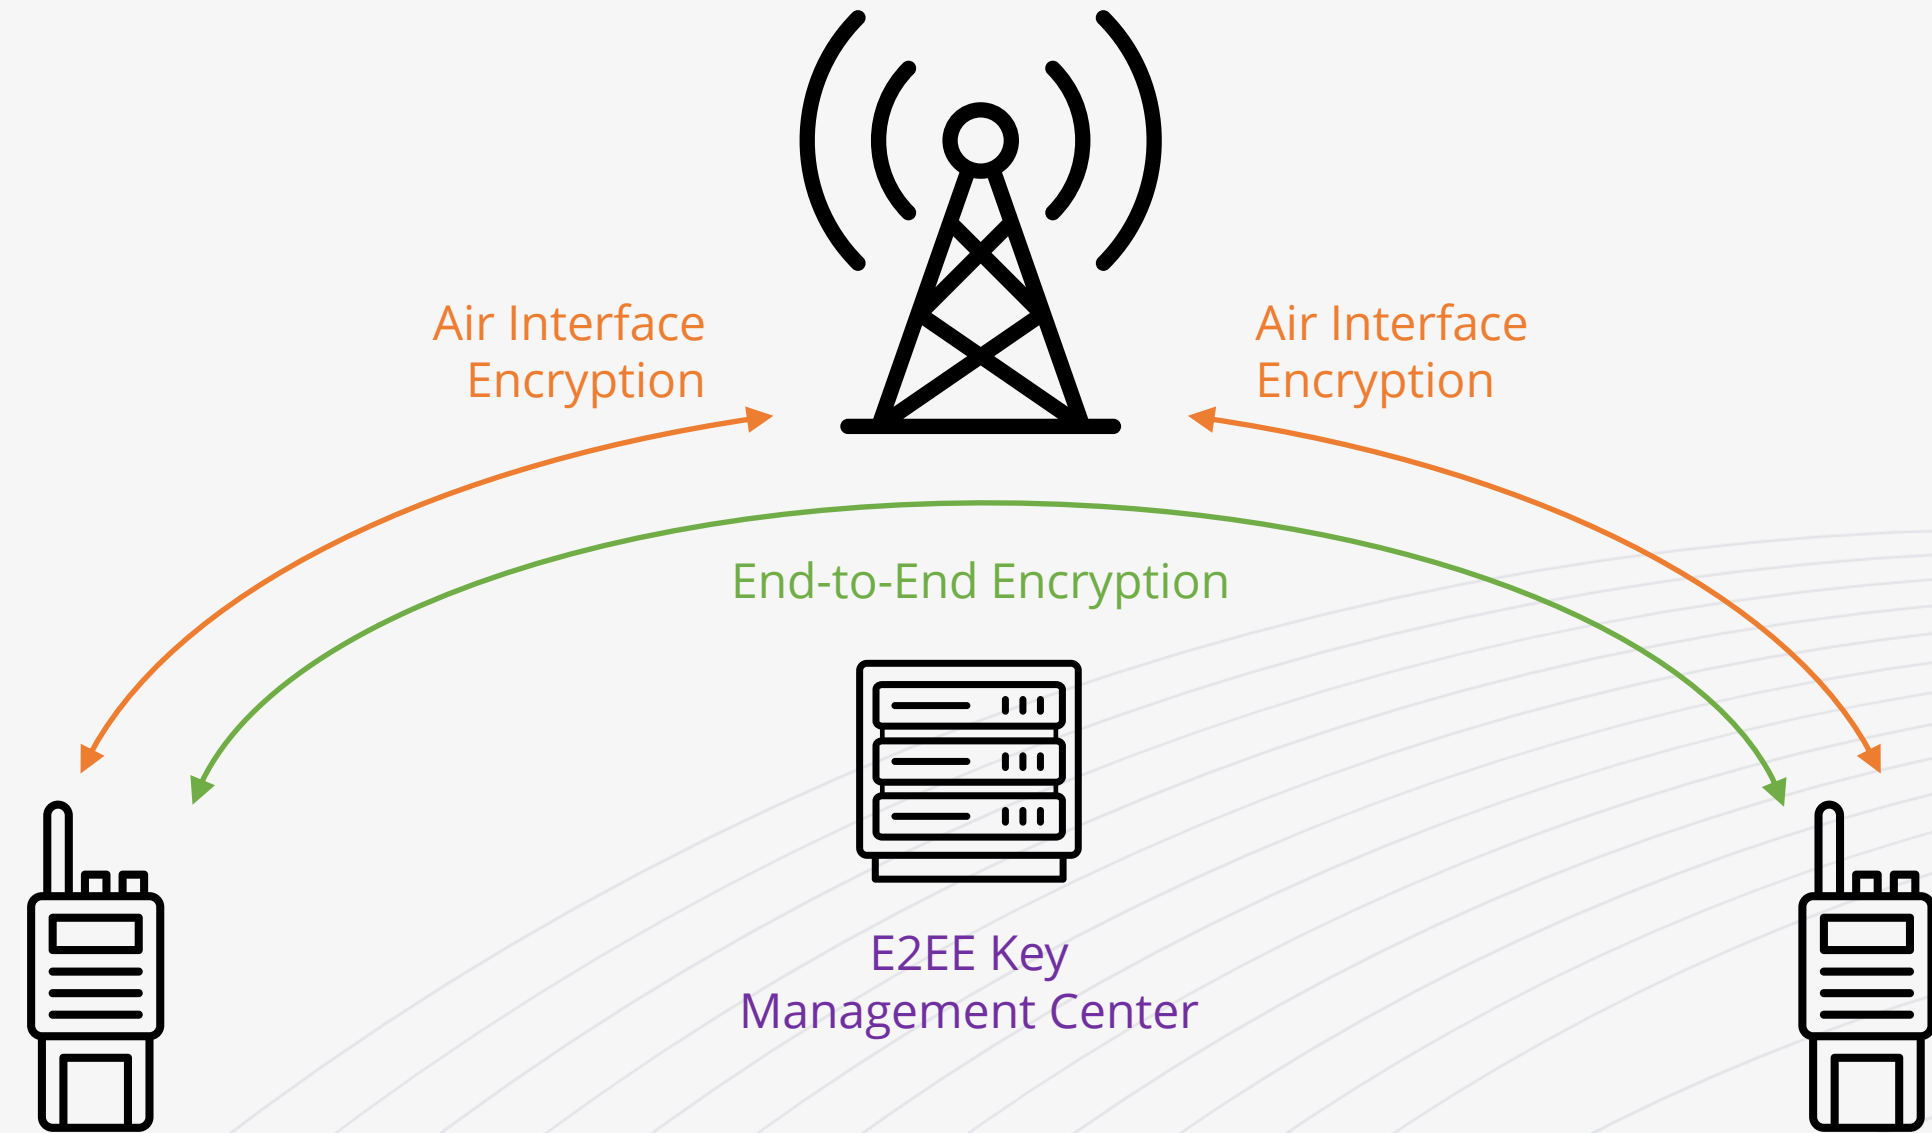 Air Interface
Encryption
Air Interface
Encryption
End-to-End Encryption
E2EE Key
Management Center